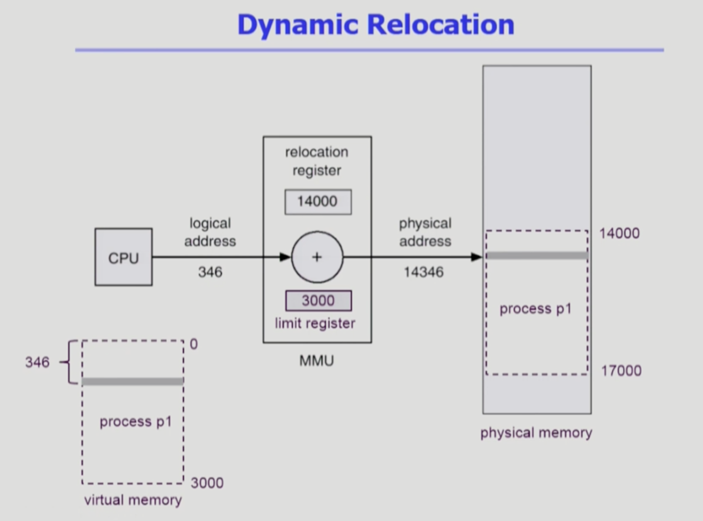 Dynamic Relocation
relocation
register
14000
logical
address
346
CPU
+
physical
address
14346
3000
limit register
MMU
14000
process p1
17000
physical memory
346
0
process p1
3000
virtual memory